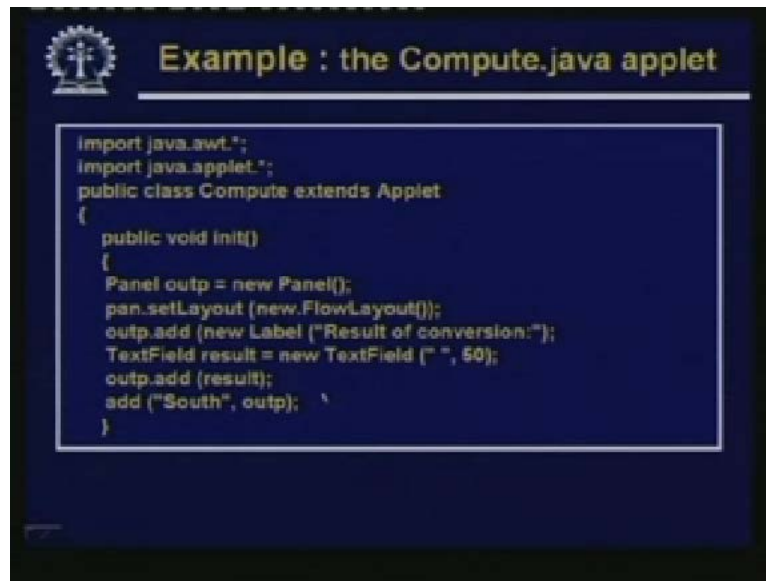 Example : the Compute.java applet
import java.awt.*;
import java.applet.*;
public class Compute extends Applet
{
public void init()
{
Panel outp = new Panel();
pan.setLayout (new.FlowLayout());
outp.add (new Label ("Result of conversion:");
TextField result = new TextField (" ", 50);
outp.add (result);
add ("South", outp);
}